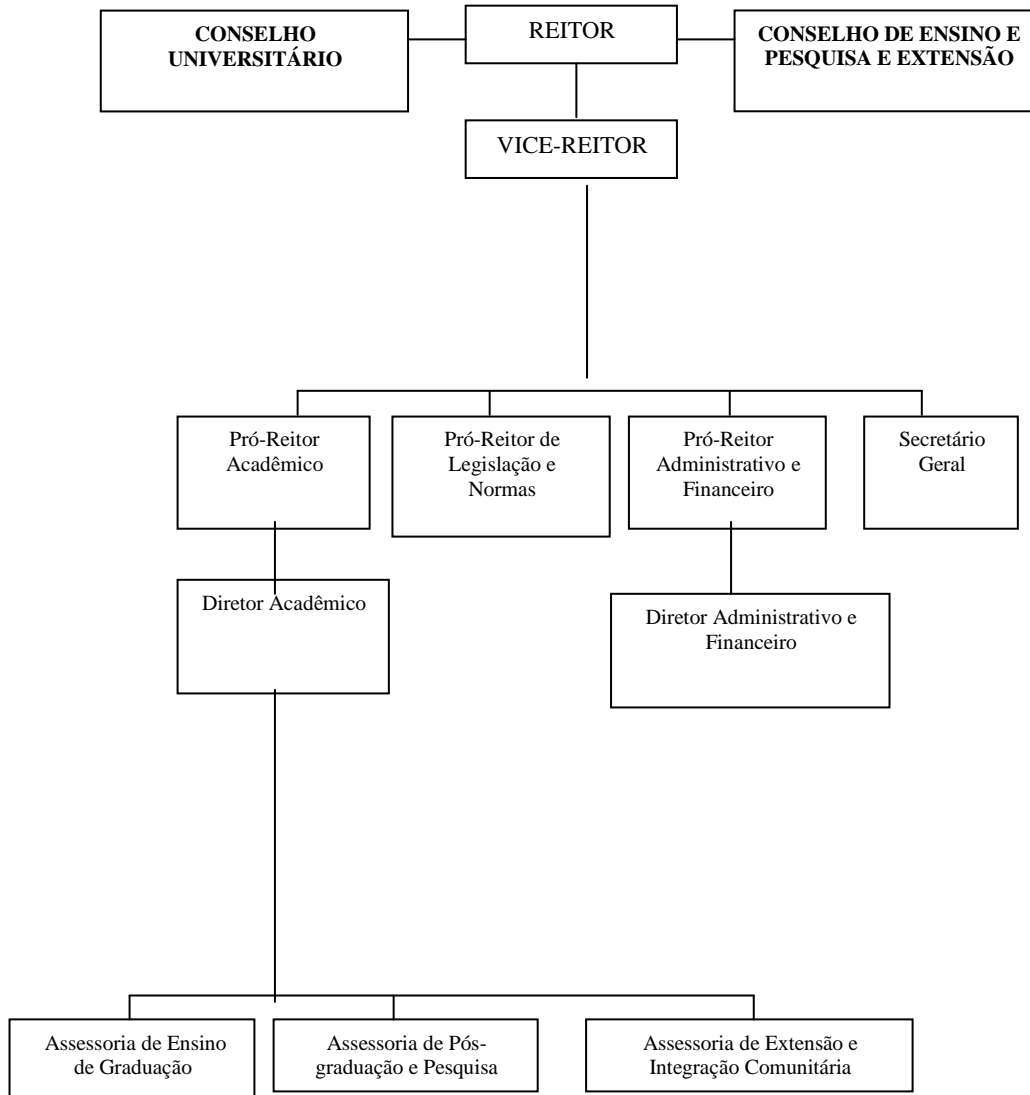 CONSELHO
UNIVERSITÁRIO
REITOR
CONSELHO DE ENSINO E
PESQUISA E EXTENSÃO
VICE-REITOR
Pró-Reitor
Acadêmico
Pró-Reitor de
Legislação e
Normas
Pró-Reitor
Administrativo e
Financeiro
Secretário
Geral
Diretor Acadêmico
Diretor Administrativo e
Financeiro
Assessoria de Ensino
de Graduação
Assessoria de Pós-
graduação e Pesquisa
Assessoria de Extensão e
Integração Comunitária